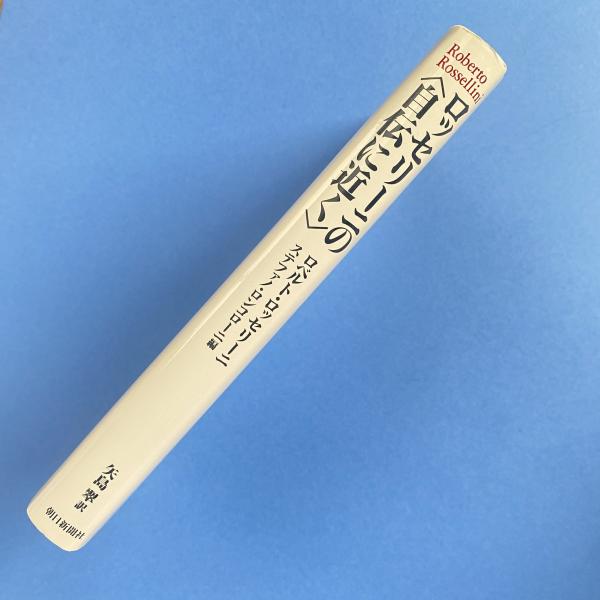 Roberto
Rossellini
ロッセリーニの
〈自伝に近く〉
ロベルト・ロッセリーニ
ステファノ・ロンコローニ編
矢島翠訳
朝日新聞社